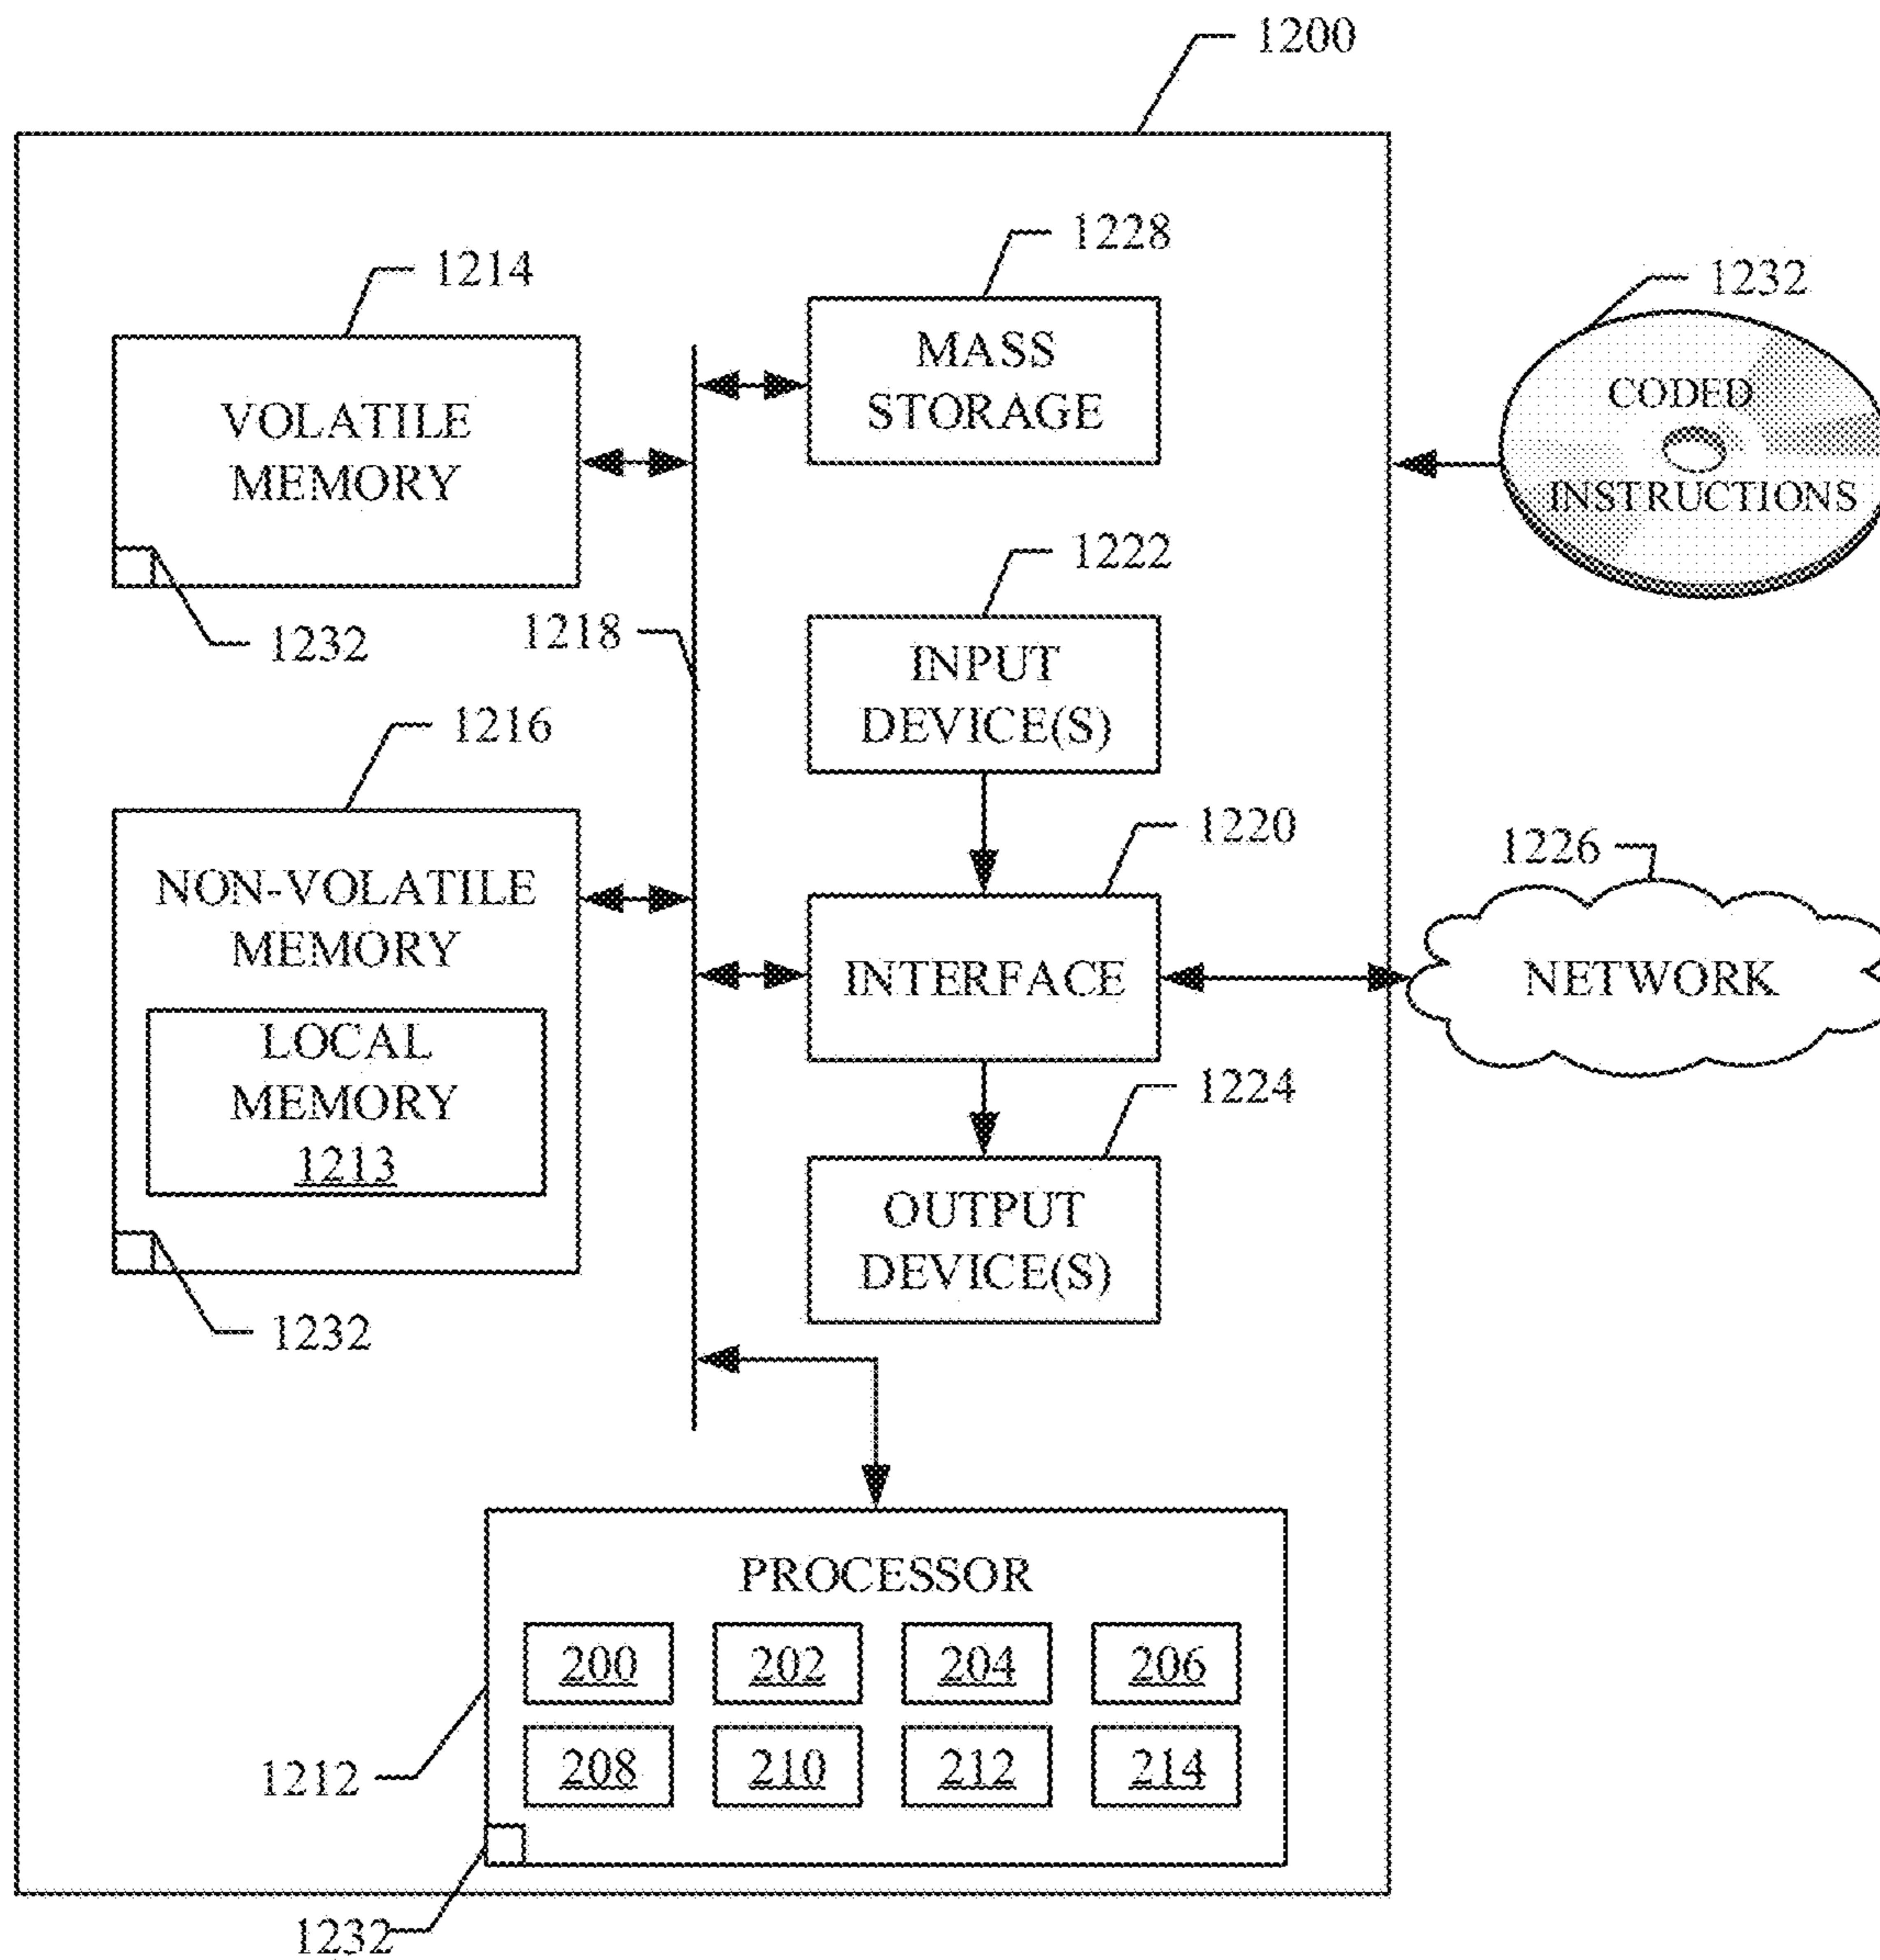 1200
1228
1214
1232
MASS
STORAGE
VOLATILE
MEMORY
CODED
INSTRUCTIONS
1222
1218
1232
INPUT
DEVICE(S)
1216
1220
1226
NON-VOLATILE
MEMORY
INTERFACE
NETWORK
LOCAL
MEMORY
1213
1224
OUTPUT
DEVICE(S)
1232
PROCESSOR
200 202 204 206
208 210 212 214
1212
1232